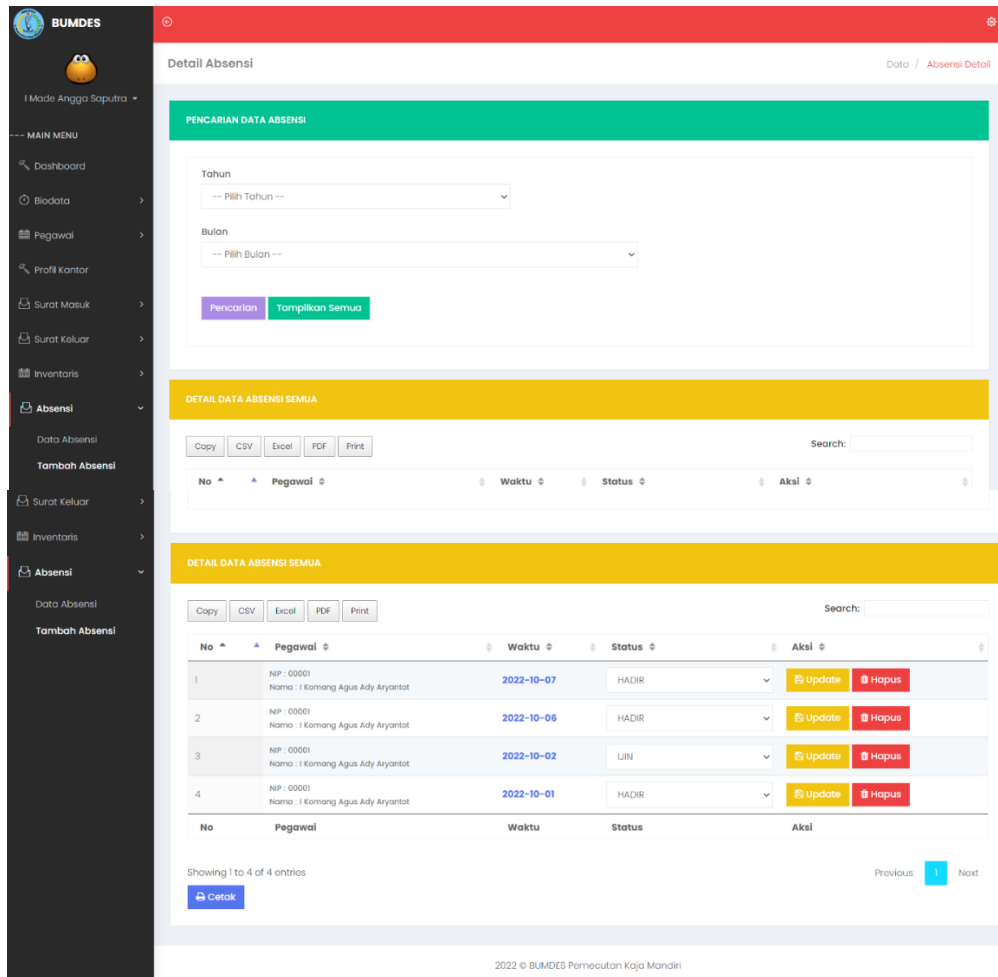 BUMDES
I Made Angga Saputra
--- MAIN MENU
Dashboard
Biodata
Pegawai
Profil Kantor
Surat Masuk
Surat Keluar
Inventaris
Absensi
Data Absensi
Tambah Absensi
Surat Keluar
Inventaris
Absensi
Data Absensi
Tambah Absensi
Detail Absensi
Data / Absensi Detail
PENCARIAN DATA ABSENSI
Tahun
-- Pilih Tahun --
Bulan
-- Pilih Bulan --
Pencarian Tampilkan Semua
DETAIL DATA ABSENSI SEMUA
Copy CSV Excel PDF Print Search:
No Pegawai Waktu Status Aksi
DETAIL DATA ABSENSI SEMUA
Copy CSV Excel PDF Print Search:
No Pegawai Waktu Status Aksi
1 NIP : 00001 2022-10-07 HADIR Update Hapus
Nama : I Komang Agus Ady Aryantot
2 NIP : 00001 2022-10-06 HADIR Update Hapus
Nama : I Komang Agus Ady Aryantot
3 NIP : 00001 2022-10-02 IJIN Update Hapus
Nama : I Komang Agus Ady Aryantot
4 NIP : 00001 2022-10-01 HADIR Update Hapus
Nama : I Komang Agus Ady Aryantot
No Pegawai Waktu Status Aksi
Showing 1 to 4 of 4 entries Previous 1 Next
Cetak
2022 © BUMDES Pemecutan Kaja Mandiri